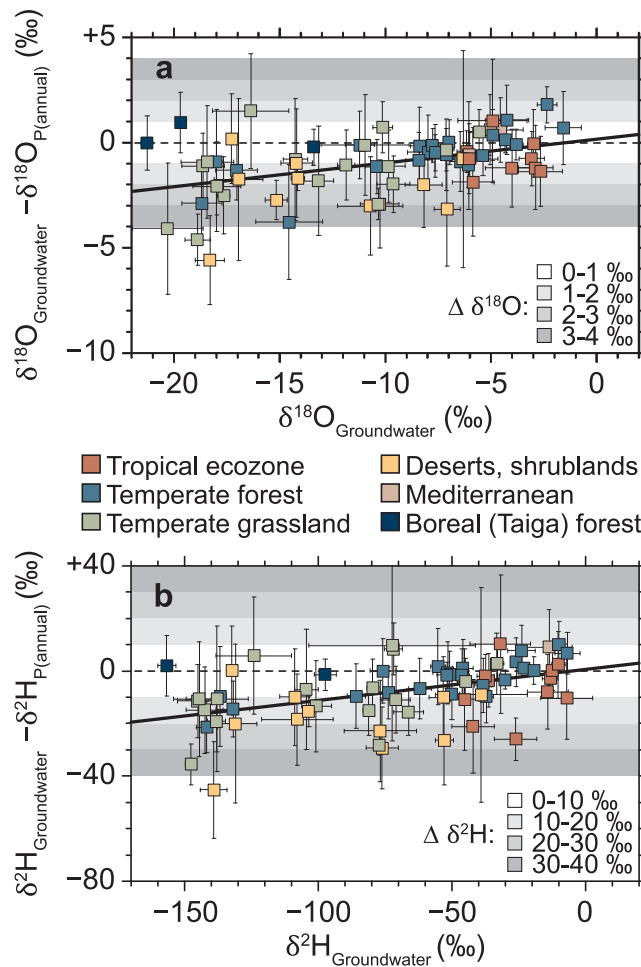 +5
0
−5
−10
δ18OGroundwater −δ18OP(annual) (‰)
a
Δ δ18O:
0-1 ‰
1-2 ‰
2-3 ‰
3-4 ‰
−20 −15 −10 −5 0
δ18OGroundwater (‰)
Tropical ecozone
Temperate forest
Temperate grassland
Deserts, shrublands
Mediterranean
Boreal (Taiga) forest
+40
0
−40
−80
δ2HGroundwater −δ2HP(annual) (‰)
b
Δ δ2H:
0-10 ‰
10-20 ‰
20-30 ‰
30-40 ‰
−150 −100 −50 0
δ2HGroundwater (‰)